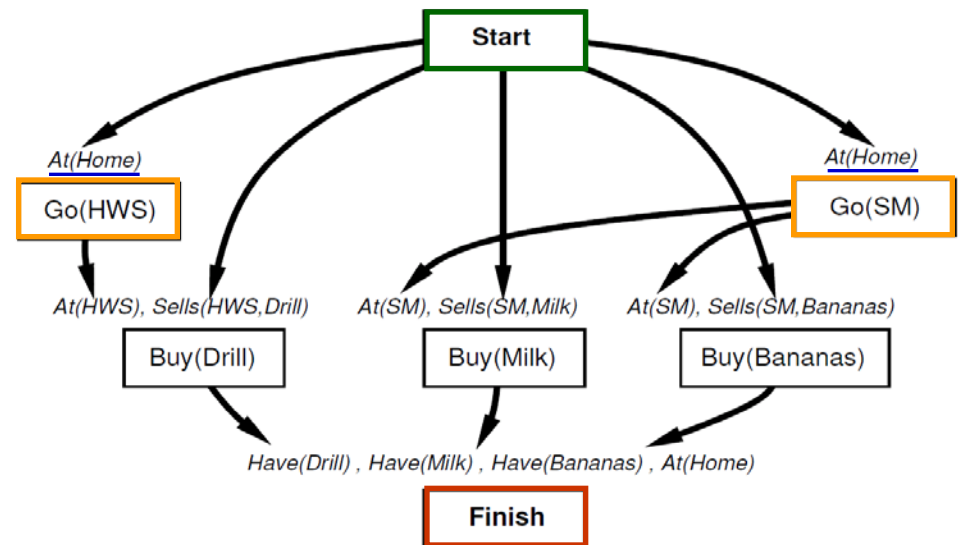 Start
At(Home)
At(Home)
Go(HWS)
Go(SM)
At(HWS), Sells(HWS,Drill)
At(SM), Sells(SM,Milk)
At(SM), Sells(SM,Bananas)
Buy(Drill)
Buy(Milk)
Buy(Bananas)
Have(Drill) , Have(Milk) , Have(Bananas) , At(Home)
Finish